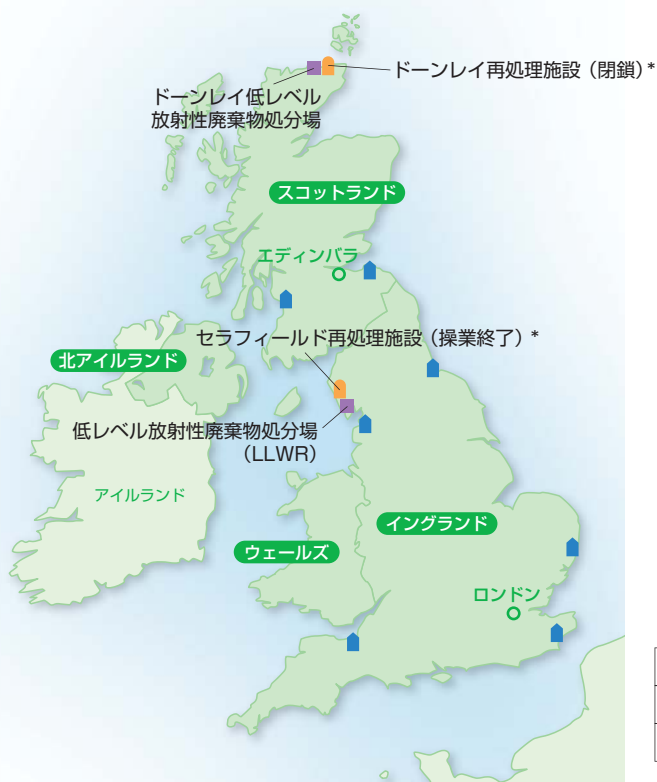 ドーンレイ再処理施設（閉鎖）*
ドーンレイ低レベル
放射性廃棄物処分場
スコットランド
エディンバラ
セラフィールド再処理施設（操業終了）*
北アイルランド
低レベル放射性廃棄物処分場
（LLWR）
アイルランド
イングランド
ウェールズ
ロンドン